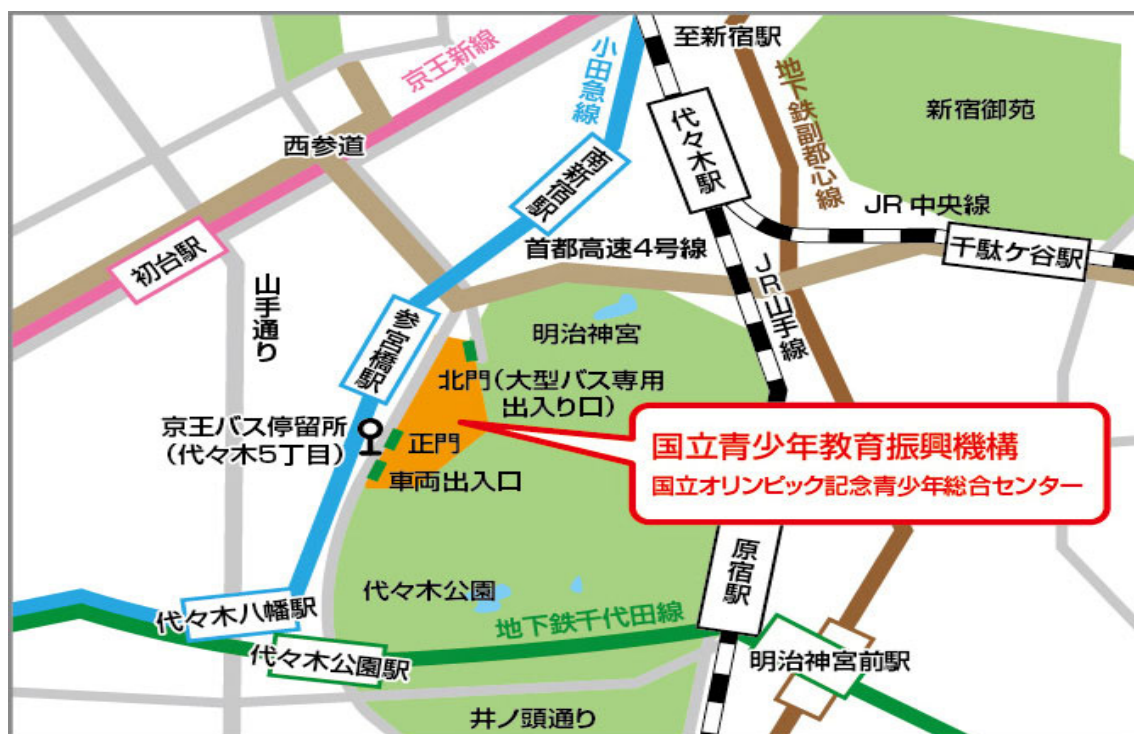 至新宿駅
京王新線
小田急線
地下鉄副都心線
新宿御苑
代々木駅
西参道
南新宿駅
JR中央線
首都高速4号線
千駄ケ谷駅
初台駅
山手通り
JR山手線
参宮橋駅
明治神宮
北門(大型バス専用
出入り口)
京王バス停留所
(代々木5丁目)
正門
車両出入口
国立青少年教育振興機構
国立オリンピック記念青少年総合センター
原宿駅
代々木公園
代々木八幡駅
地下鉄千代田線
代々木公園駅
明治神宮前駅
井ノ頭通り